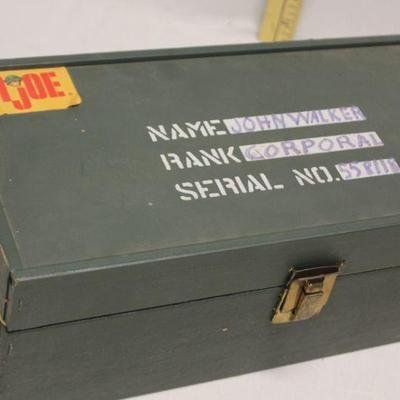 JOE
NAME JOHN WALKER
RANK CORPORAL
SERIAL NO.